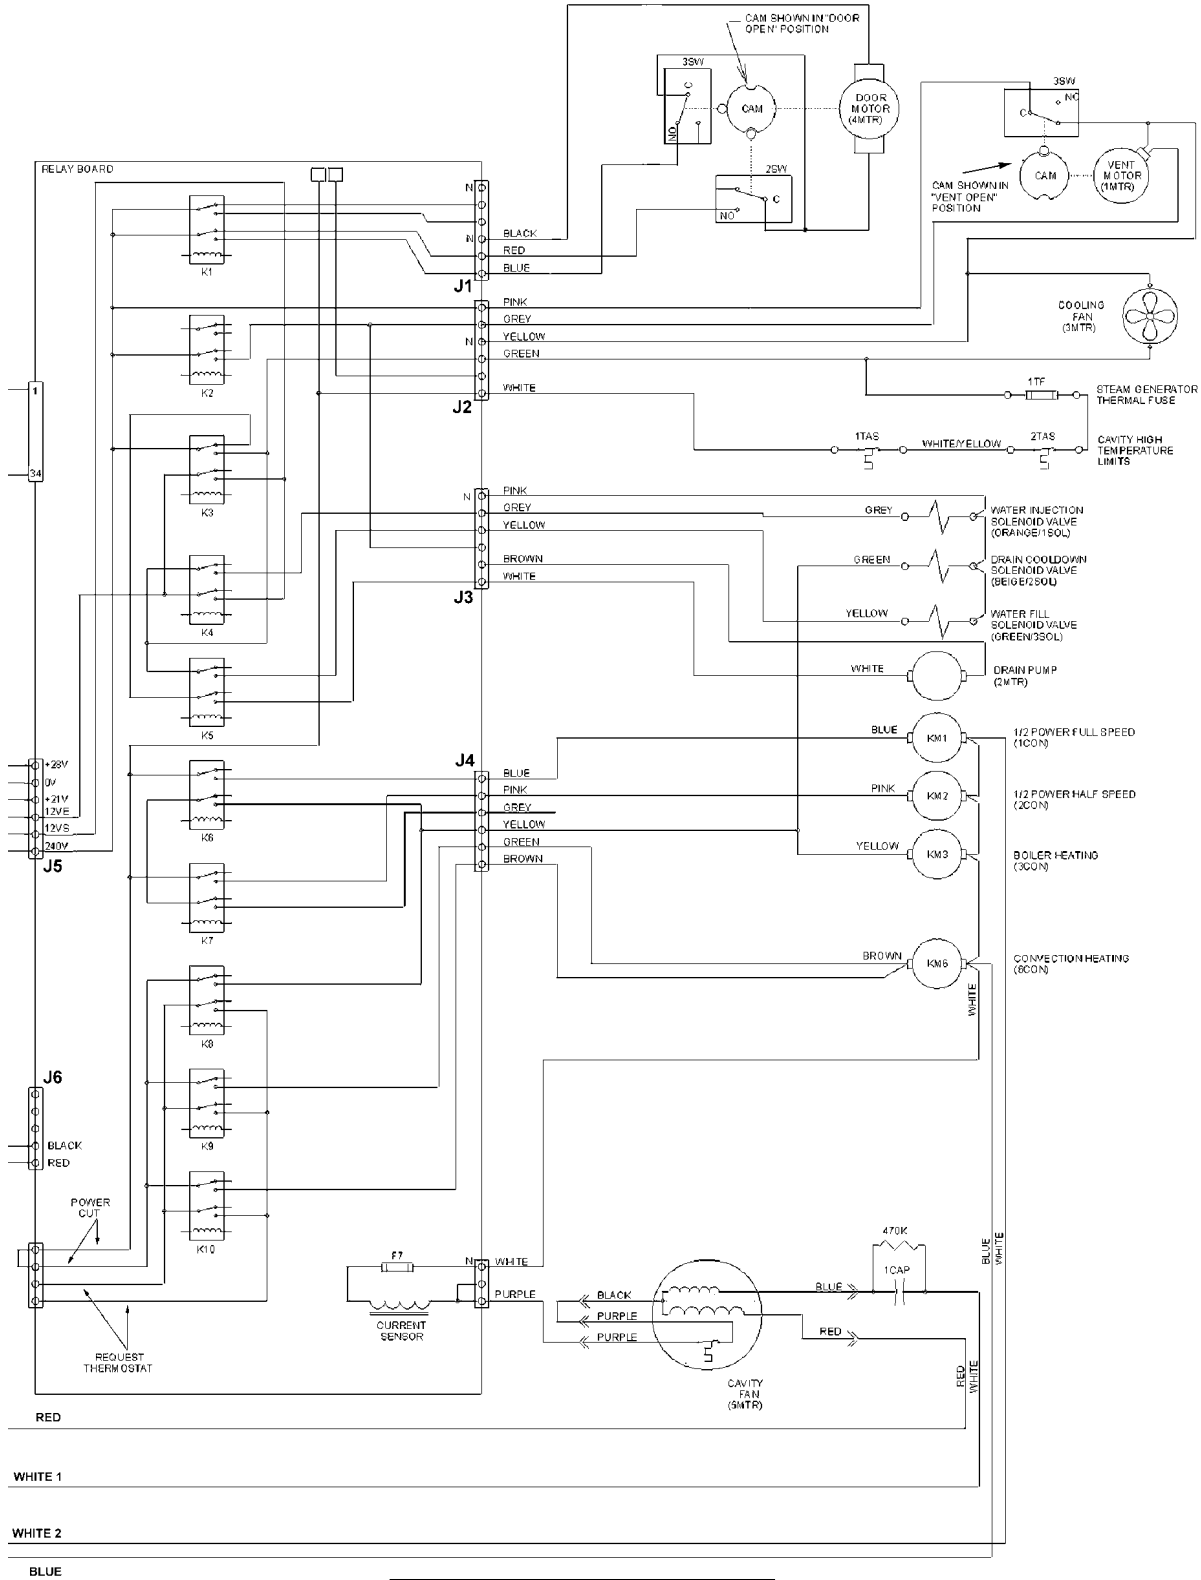 CAM SHOWN IN "DOOR
OPEN" POSITION
3SW
C
NO
CAM
DOOR
MOTOR
(4MTR)
3SW
NO
C
2SW
C
NO
CAM
VENT
MOTOR
(1MTR)
CAM SHOWN IN
"VENT OPEN"
POSITION
RELAY BOARD
N
N
BLACK
RED
BLUE
J1
K1
PINK
GREY
N
YELLOW
GREEN
WHITE
J2
K2
COOLING
FAN
(3MTR)
1TF
STEAM GENERATOR
THERMAL FUSE
1TAS
WHITE/YELLOW
2TAS
CAVITY HIGH
TEMPERATURE
LIMITS
1
34
K3
N
PINK
GREY
YELLOW
BROWN
WHITE
J3
GREY
WATER INJECTION
SOLENOID VALVE
(ORANGE/1SOL)
GREEN
DRAIN COOLDOWN
SOLENOID VALVE
(BEIGE/2SOL)
YELLOW
WATER FILL
SOLENOID VALVE
(GREEN/3SOL)
K4
WHITE
DRAIN PUMP
(2MTR)
K5
BLUE
KM1
1/2 POWER FULL SPEED
(1CON)
J4
BLUE
PINK
GREY
YELLOW
GREEN
BROWN
PINK
KM2
1/2 POWER HALF SPEED
(2CON)
YELLOW
KM3
BOILER HEATING
(3CON)
+28V
0V
+21V
12VE
12VS
240V
J5
K6
K7
BROWN
KM6
CONVECTION HEATING
(6CON)
WHITE
K8
J6
BLACK
RED
K9
POWER
CUT
K10
REQUEST
THERMOSTAT
F7
CURRENT
SENSOR
N
WHITE
PURPLE
BLACK
PURPLE
PURPLE
CAVITY
FAN
(5MTR)
470K
1CAP
BLUE
RED
BLUE
WHITE
RED
WHITE
RED
WHITE 1
WHITE 2
BLUE